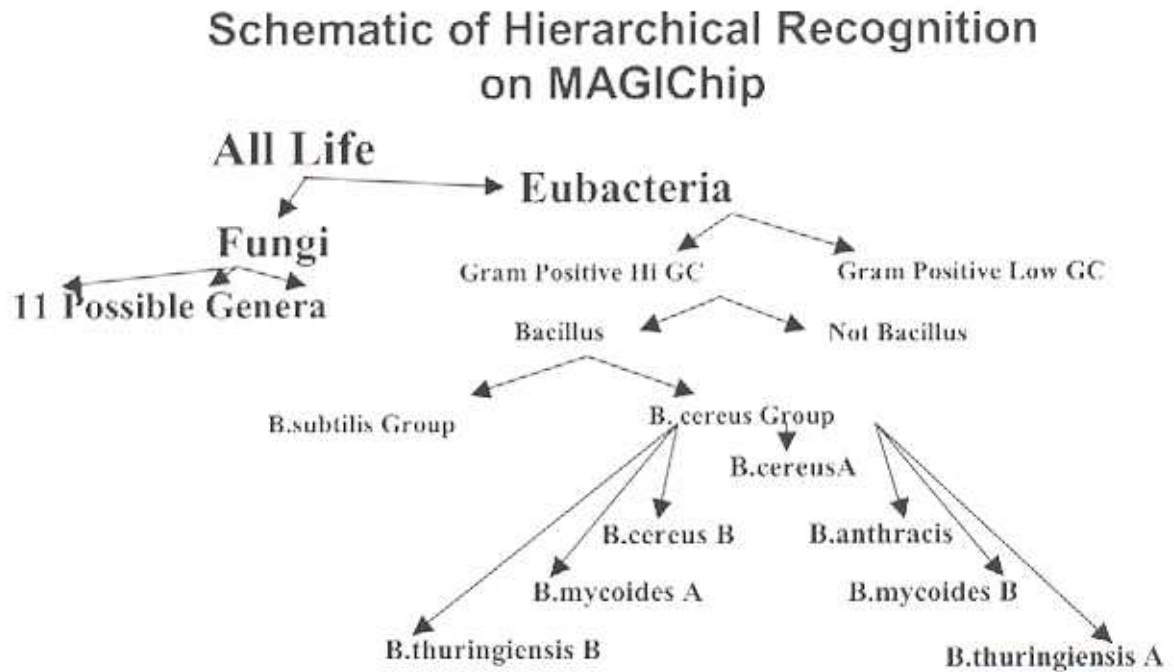 Schematic of Hierarchical Recognition
on MAGIChip
All Life
Eubacteria
Fungi
Gram Positive Hi GC
Gram Positive Low GC
11 Possible Genera
Bacillus
Not Bacillus
B.subtilis Group
B. cereus Group
B.cereusA
B.cereus B
B.anthracis
B.mycoides A
B.mycoides B
B.thuringiensis B
B.thuringiensis A